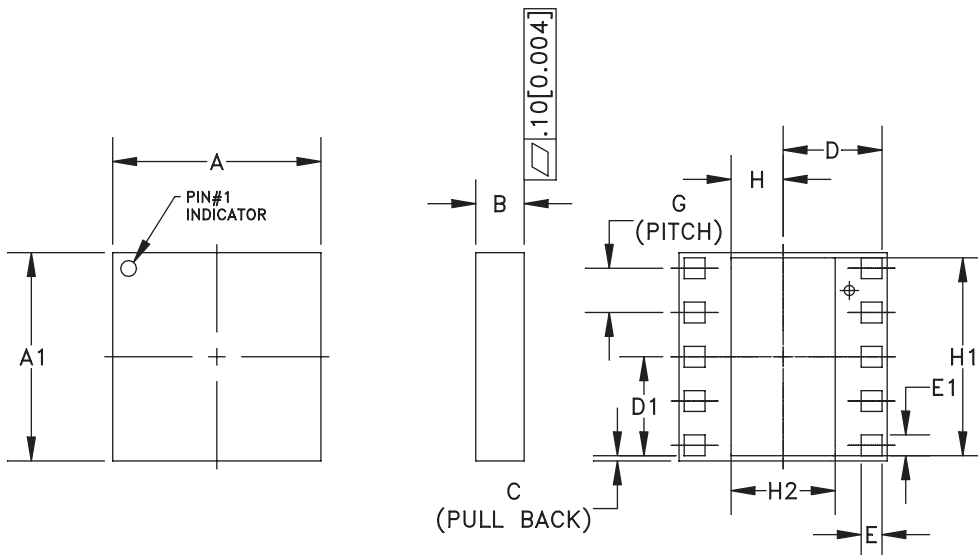 .10[0.004]
A
PIN#1
INDICATOR
A1
B
G
(PITCH)
H
D
D1
H1
E1
H2
C
(PULL BACK)
E